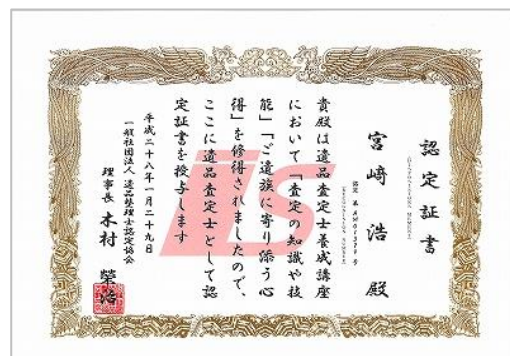 認定証書
宮﨑 浩 殿
認定 第
貴殿は遺品査定士養成講座
において「査定の知識や技
能」「ご遺族に寄り添う心
得」を修得されましたので、
ここに遺品査定士として認
定証書を授与します
平成二十八年一月二十九日
一般社団法人 遺品整理士認定協会
理事長 木村 榮治
is